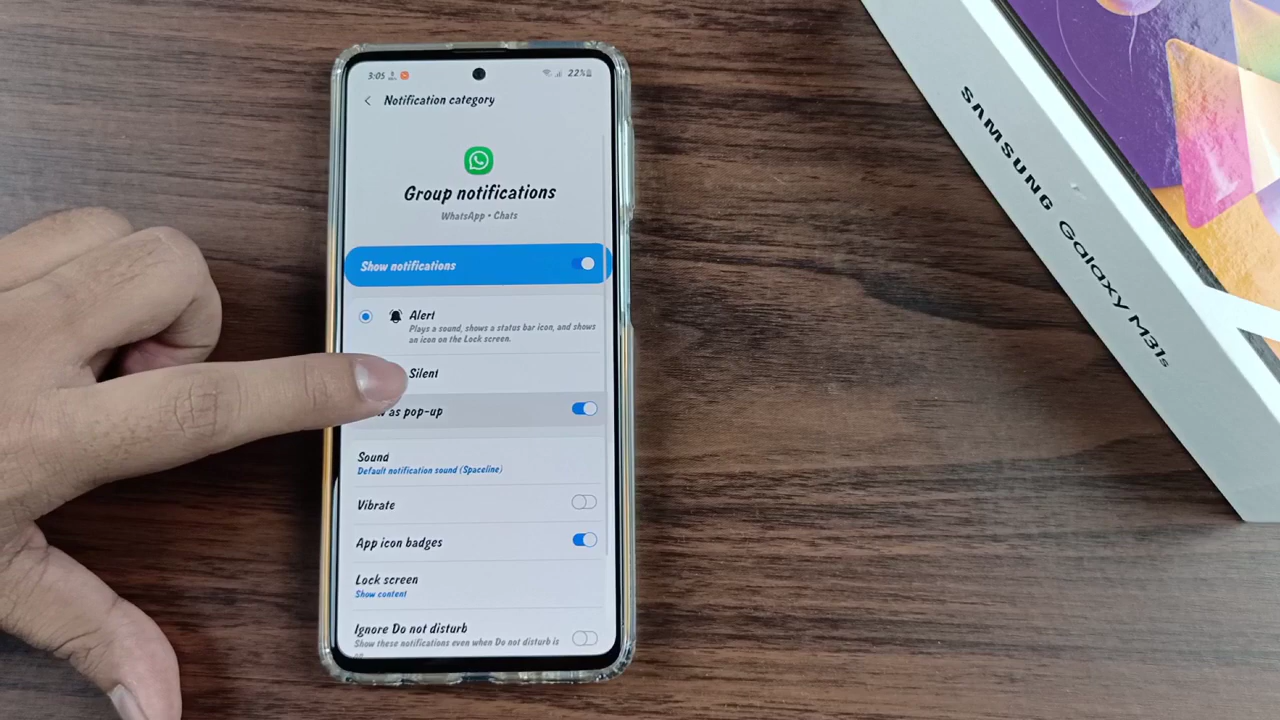 3:05
22%
Notification category
Group notifications
WhatsApp • Chats
Show notifications
Alert
Plays a sound, shows a status bar icon, and shows
an icon on the Lock screen.
Silent
as pop-up
Sound
Default notification sound (Spaceline)
Vibrate
App icon badges
Lock screen
Show content
Ignore Do not disturb
Show these notifications even when Do not disturb is
SAMSUNG Galaxy M31s